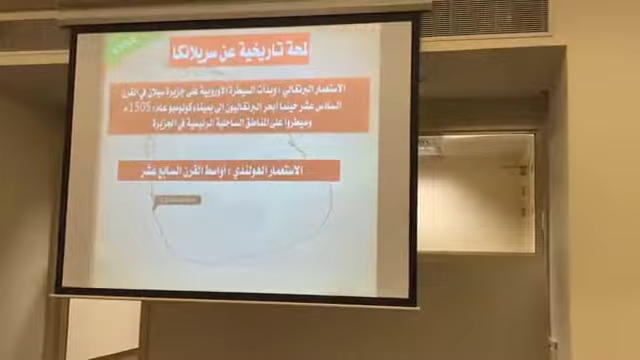 لمحة تاريخية عن سريلانكا
الاستعمار البرتغالي : وبدأت السيطرة الأوروبية على جزيرة سيلان في القرن
السادس عشر حينما أبحر البرتغاليون الى ميناء كولومبو عام 1505م
وسيطروا على المناطق الساحلية الرئيسية في الجزيرة
الاستعمار الهولندي : أواسط القرن السابع عشر